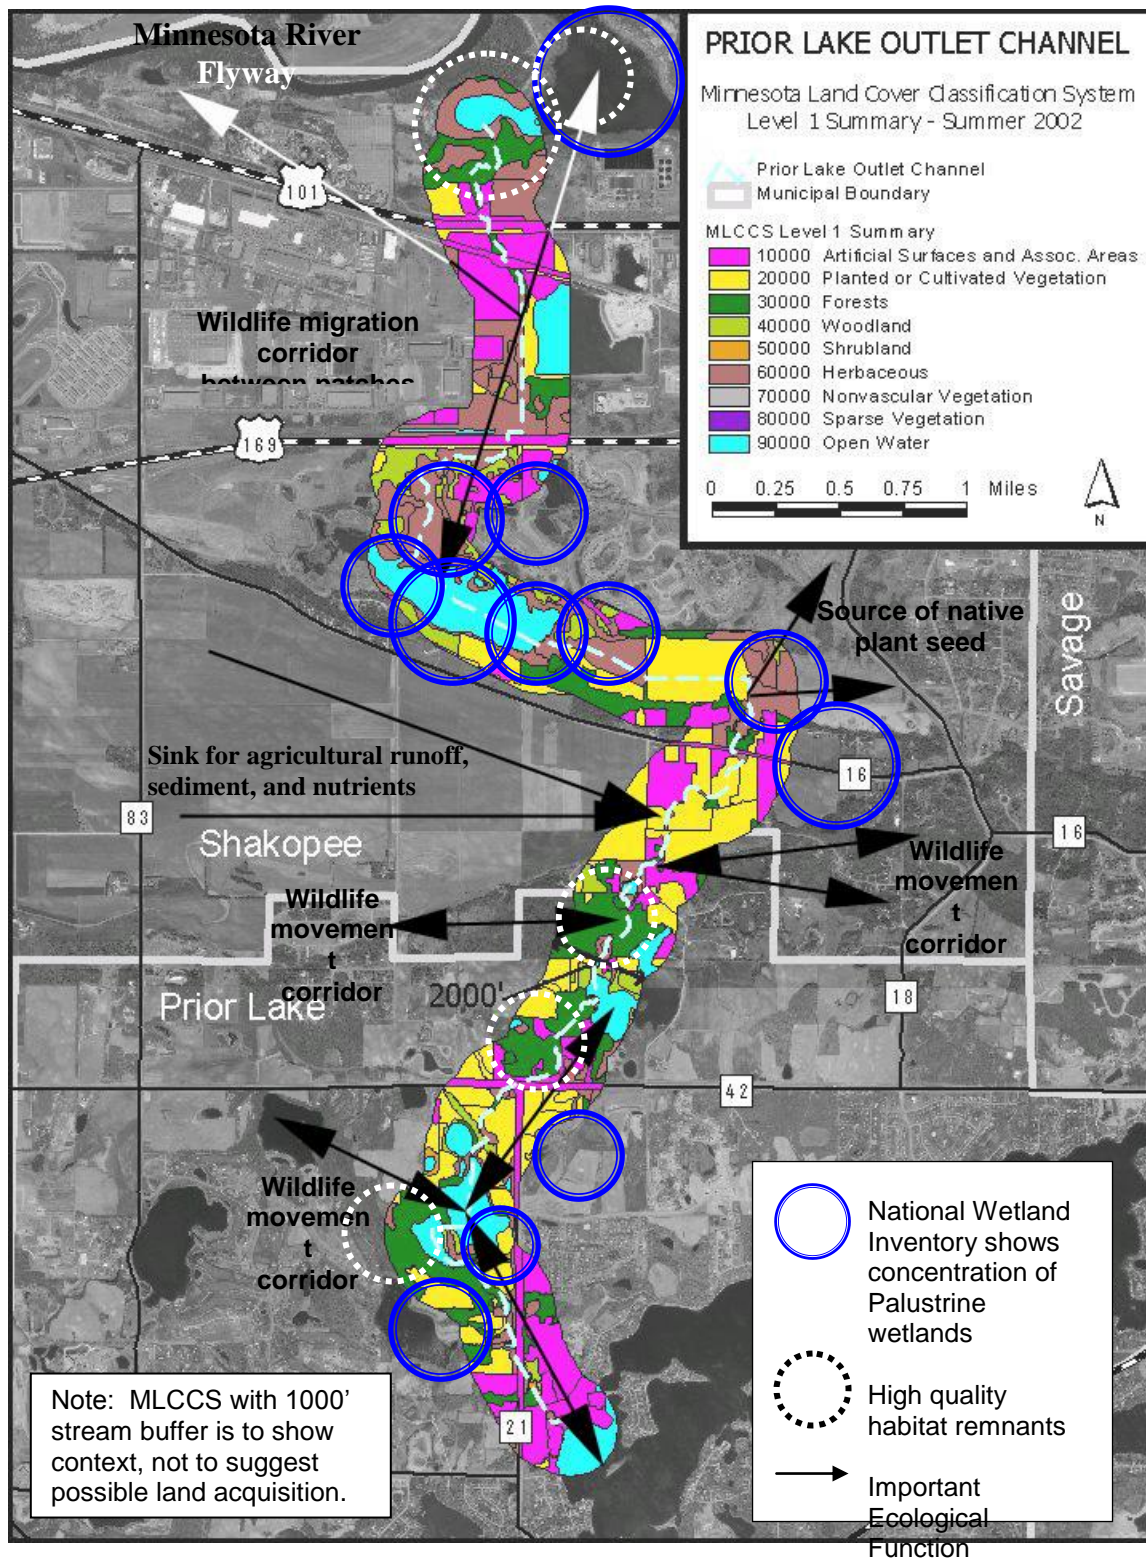 Minnesota River
Flyway
PRIOR LAKE OUTLET CHANNEL
Minnesota Land Cover Classification System
Level 1 Summary - Summer 2002
Prior Lake Outlet Channel
Municipal Boundary
MLCCS Level 1 Summary
10000 Artificial Surfaces and Assoc. Areas
20000 Planted or Cultivated Vegetation
30000 Forests
40000 Woodland
50000 Shrubland
60000 Herbaceous
70000 Nonvascular Vegetation
80000 Sparse Vegetation
90000 Open Water
0 0.25 0.5 0.75 1 Miles
N
101
Wildlife migration
corridor
between patches
169
Source of native
plant seed
Savage
Sink for agricultural runoff,
sediment, and nutrients
16
83
Shakopee
16
Wildlife
movemen
t
corridor
Wildlife
movemen
t
corridor
2000'
Prior Lake
18
42
Wildlife
movemen
t
corridor
21
National Wetland
Inventory shows
concentration of
Palustrine
wetlands
High quality
habitat remnants
Important
Ecological
Function
Note: MLCCS with 1000’
stream buffer is to show
context, not to suggest
possible land acquisition.